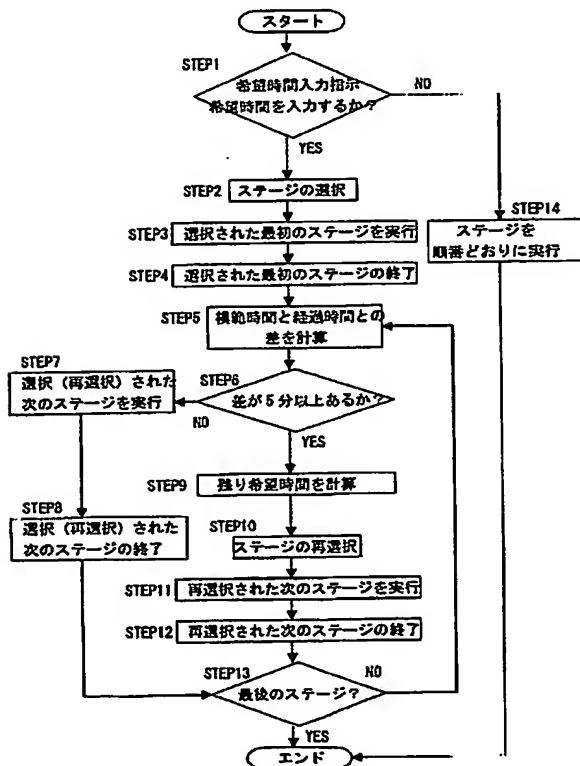 スタート
STEP1
希望時間入力指示
希望時間を入力するか?
NO
YES
STEP2
ステージの選択
STEP14
ステージを
順番どおりに実行
STEP3
選択された最初のステージを実行
STEP4
選択された最初のステージの終了
STEP5
模範時間と経過時間との
差を計算
STEP7
選択(再選択)された
次のステージを実行
STEP6
差が5分以上あるか?
NO
YES
STEP9
残り希望時間を計算
STEP8
選択(再選択)された
次のステージの終了
STEP10
ステージの再選択
STEP11
再選択された次のステージを実行
STEP12
再選択された次のステージの終了
STEP13
最後のステージ?
NO
YES
エンド